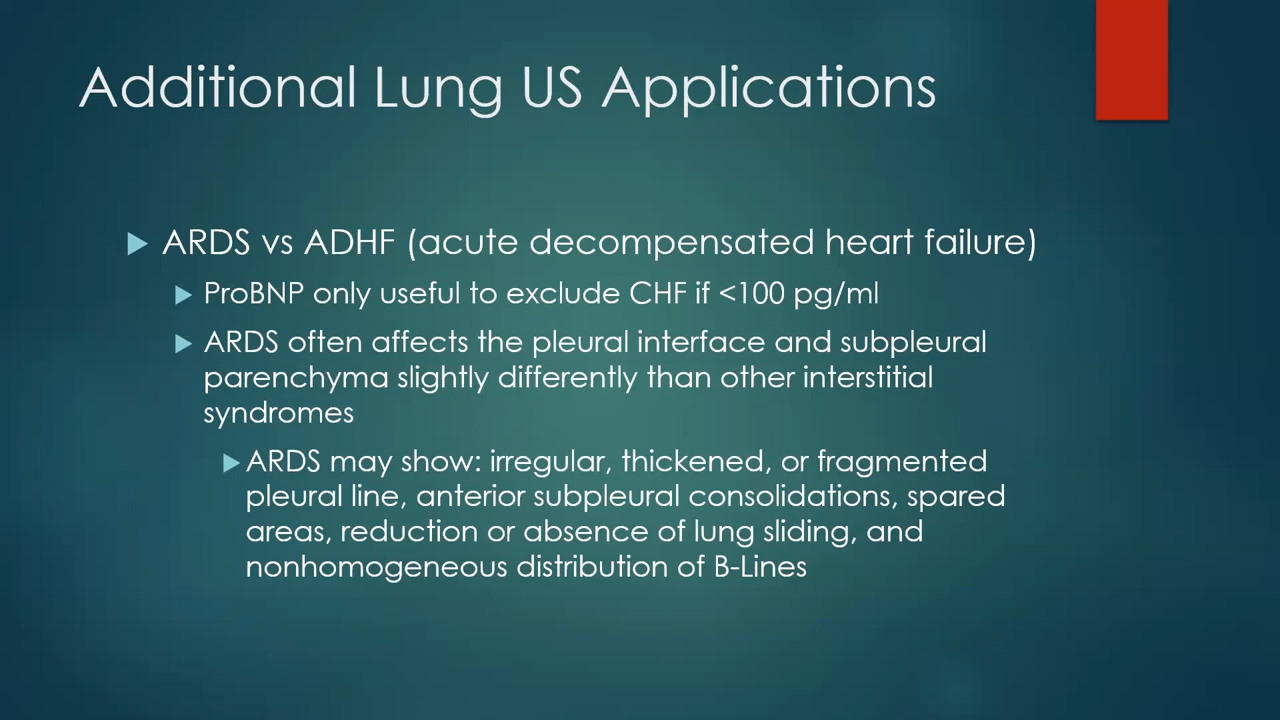 Additional Lung US Applications
ARDS vs ADHF (acute decompensated heart failure)
ProBNP only useful to exclude CHF if <100 pg/ml
ARDS often affects the pleural interface and subpleural
parenchyma slightly differently than other interstitial
syndromes
ARDS may show: irregular, thickened, or fragmented
pleural line, anterior subpleural consolidations, spared
areas, reduction or absence of lung sliding, and
nonhomogeneous distribution of B-Lines